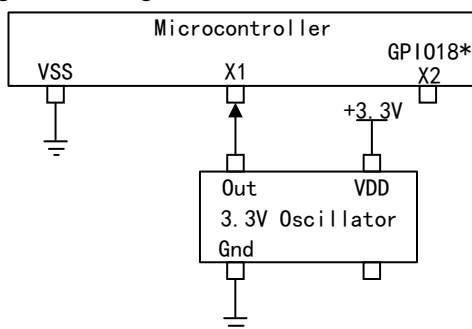 Microcontroller
GPIO18*
VSS
X1
X2
+3.3V
Out
VDD
3.3V Oscillator
Gnd